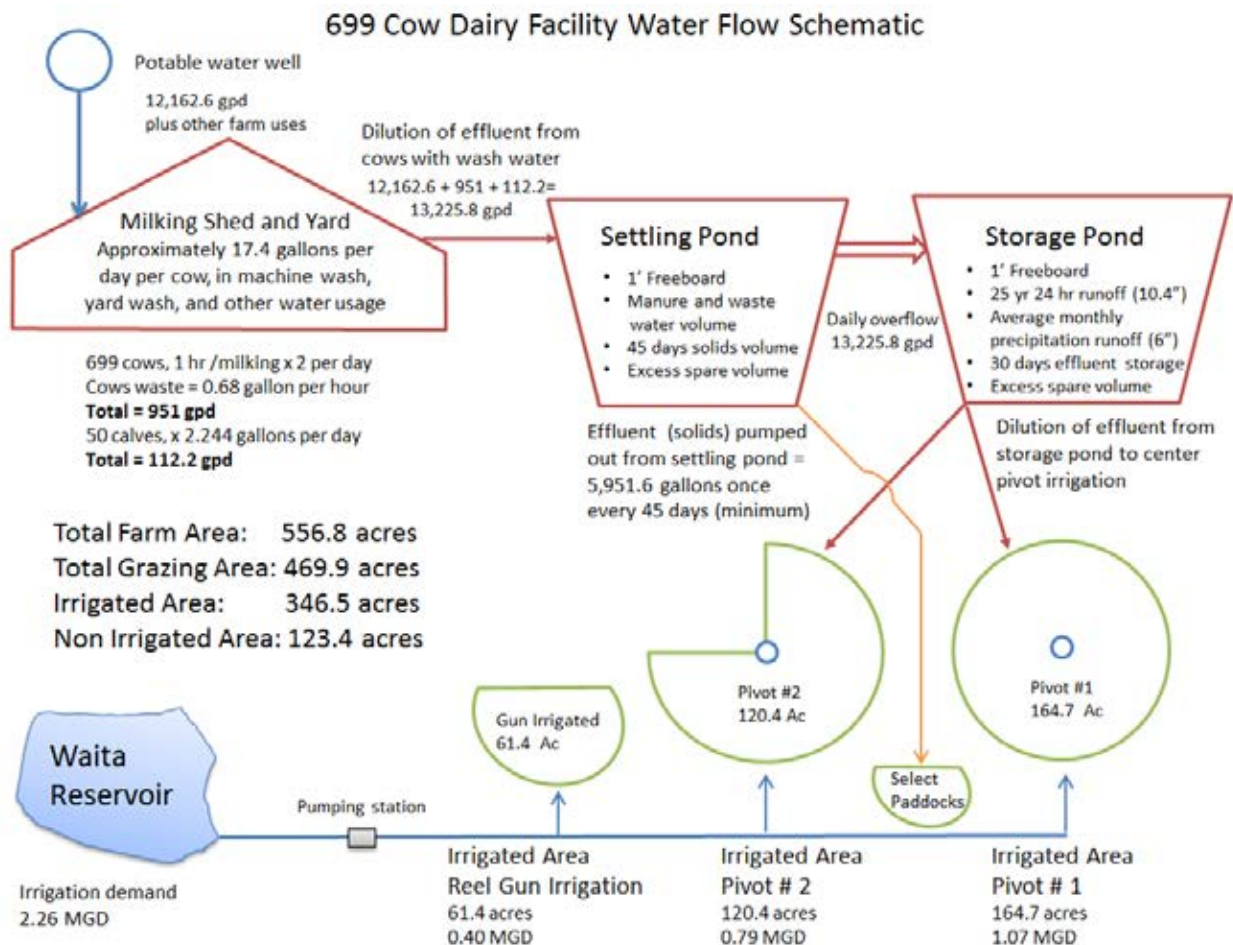 699 Cow Dairy Facility Water Flow Schematic
Potable water well
12,162.6 gpd
plus other farm uses
Dilution of effluent from
cows with wash water
12,162.6 + 951 + 112.2=
13,225.8 gpd
Milking Shed and Yard
Approximately 17.4 gallons per
day per cow, in machine wash,
yard wash, and other water usage
Settling Pond
• 1' Freeboard
• Manure and waste
water volume
• 45 days solids volume
• Excess spare volume
Daily overflow
13,225.8 gpd
Storage Pond
• 1' Freeboard
• 25 yr 24 hr runoff (10.4")
• Average monthly
precipitation runoff (6")
• 30 days effluent storage
• Excess spare volume
699 cows, 1 hr /milking x 2 per day
Cows waste = 0.68 gallon per hour
Total = 951 gpd
50 calves, x 2.244 gallons per day
Total = 112.2 gpd
Effluent (solids) pumped
out from settling pond =
5,951.6 gallons once
every 45 days (minimum)
Dilution of effluent from
storage pond to center
pivot irrigation
Total Farm Area: 556.8 acres
Total Grazing Area: 469.9 acres
Irrigated Area: 346.5 acres
Non Irrigated Area: 123.4 acres
Gun Irrigated
61.4 Ac
Pivot #2
120.4 Ac
Pivot #1
164.7 Ac
Select
Paddocks
Waita
Reservoir
Pumping station
Irrigation demand
2.26 MGD
Irrigated Area
Reel Gun Irrigation
61.4 acres
0.40 MGD
Irrigated Area
Pivot # 2
120.4 acres
0.79 MGD
Irrigated Area
Pivot # 1
164.7 acres
1.07 MGD